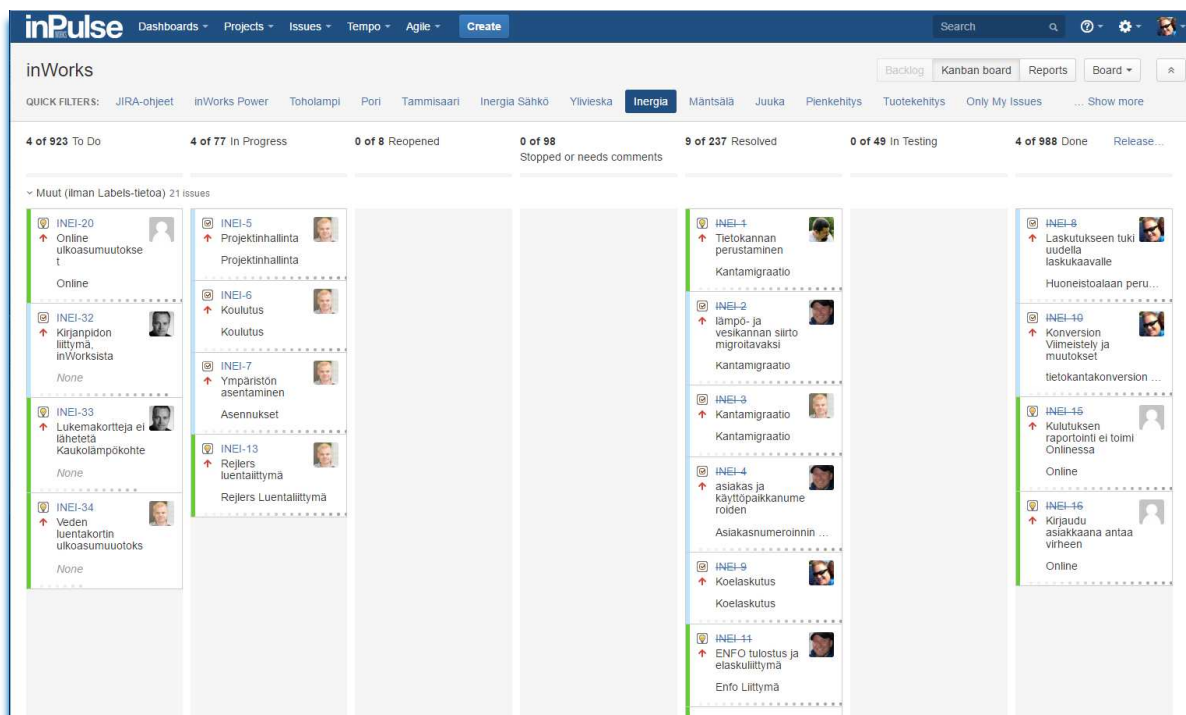 inPulse Dashboards Projects Issues Tempo Agile Create Search
inWorks Backlog Kanban board Reports Board
QUICK FILTERS: JIRA-ohjeet inWorks Power Toholampi Pori Tammisaari Inergia Sähkö Ylivieska Inergia Mäntsälä Juuka Pienkehitys Tuotekehitys Only My Issues ... Show more
4 of 923 To Do
4 of 77 In Progress
0 of 8 Reopened
0 of 98
Stopped or needs comments
9 of 237 Resolved
0 of 49 In Testing
4 of 988 Done
Release...
Muut (ilman Labels-tietoa) 21 issues
INEI-20
Online
ulkoasumuutokse
t
Online
INEI-32
Kirjanpidon
liittymä,
inWorksista
None
INEI-33
Lukemakortteja ei
lähetetä
Kaukolämpökohte
None
INEI-34
Veden
luentakortin
ulkoasumuuotoks
None
INEI-5
Projektinhallinta
Projektinhallinta
INEI-6
Koulutus
Koulutus
INEI-7
Ympäristön
asentaminen
Asennukset
INEI-13
Rejlers
luentaliittymä
Rejlers Luentaliittymä
INEI-1
Tietokannan
perustaminen
Kantamigraatio
INEI-2
lämpö- ja
vesikannan siirto
migroitavaksi
Kantamigraatio
INEI-3
Kantamigraatio
Kantamigraatio
INEI-4
asiakas ja
käyttöpaikkanume
roiden
Asiakasnumeroinnin ...
INEI-9
Koelaskutus
Koelaskutus
INEI-11
ENFO tulostus ja
elaskuliittymä
Enfo Liittymä
INEI-8
Laskutukseen tuki
uudella
laskukaavalle
Huoneistoalaan peru...
INEI-10
Konversion
Viimeistely ja
muutokset
tietokantakonversion ...
INEI-15
Kulutuksen
raportointi ei toimi
Onlinessa
Online
INEI-16
Kirjaudu
asiakkaana antaa
virheen
Online